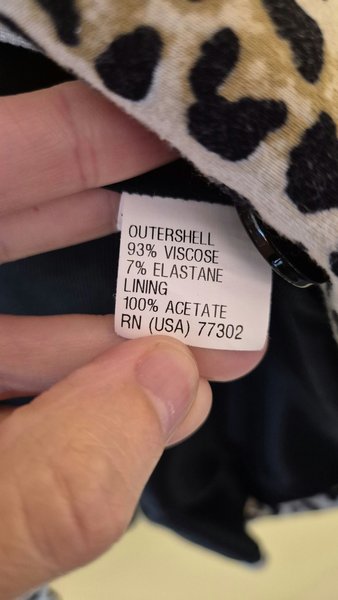 OUTERSHELL
93% VISCOSE
7% ELASTANE
LINING
100% ACETATE
RN (USA) 77302